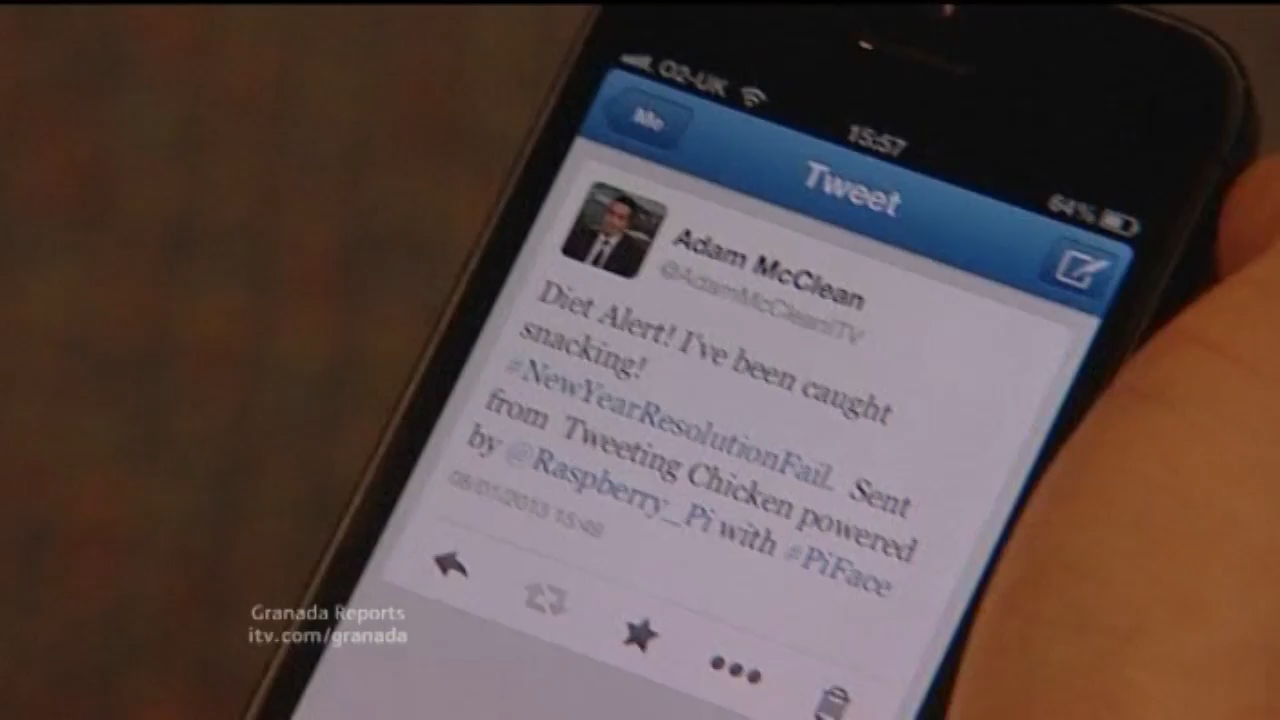 O2-UK
15:57
64%
Me
Tweet
Adam McClean
@AdamMcCleanITV
Diet Alert! I've been caught
snacking!
#NewYearResolutionFail. Sent
from Tweeting Chicken powered
by @Raspberry_Pi with #PiFace
Granada Reports
itv.com/granada